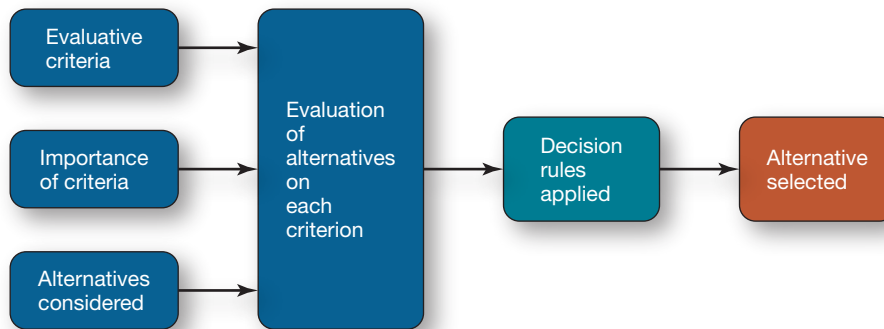 Evaluative
criteria
Importance
of criteria
Alternatives
considered
Evaluation
of
alternatives
on
each
criterion
Decision
rules
applied
Alternative
selected